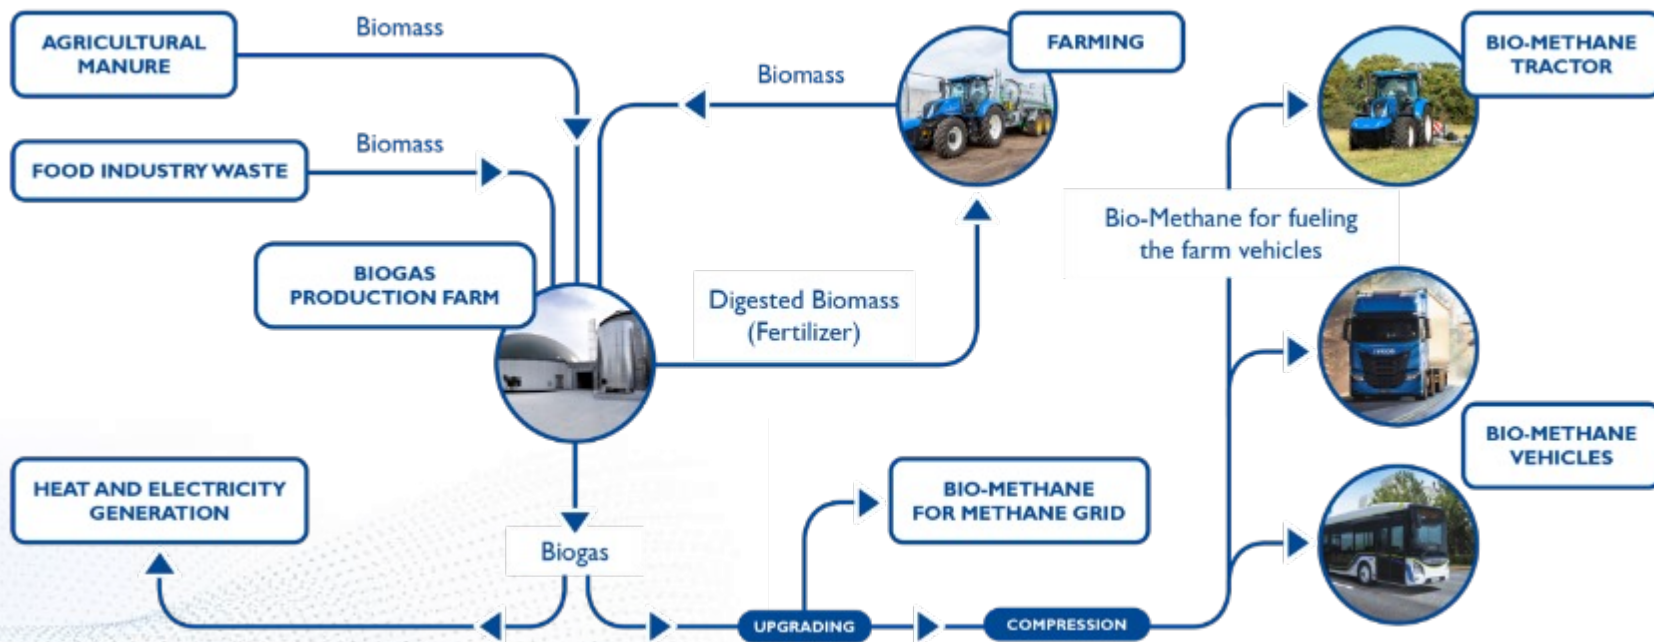 AGRICULTURAL
MANURE
Biomass
FOOD INDUSTRY WASTE
Biomass
Biomass
FARMING
BIO-METHANE
TRACTOR
BIOGAS
PRODUCTION FARM
Digested Biomass
(Fertilizer)
Bio-Methane for fueling
the farm vehicles
BIO-METHANE
VEHICLES
HEAT AND ELECTRICITY
GENERATION
Biogas
BIO-METHANE
FOR METHANE GRID
UPGRADING
COMPRESSION